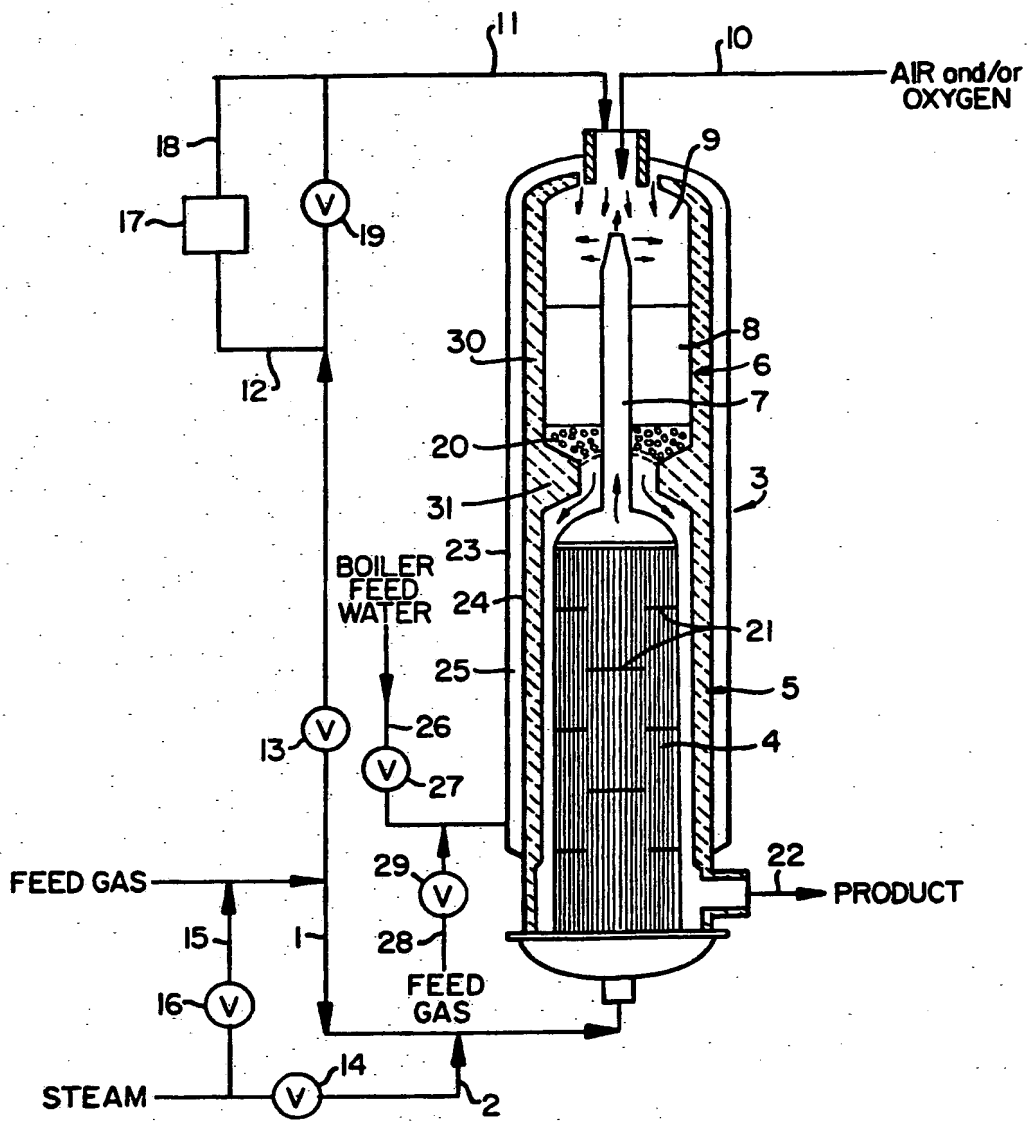 11
10
AIR and/or
OXYGEN
18
9
17
V
19
8
30
6
12
7
20
3
31
23
BOILER
FEED
WATER
24
21
25
5
26
13
V
4
V
27
29
V
22
FEED GAS
PRODUCT
15
1
28
16
V
FEED
GAS
14
STEAM
V
2